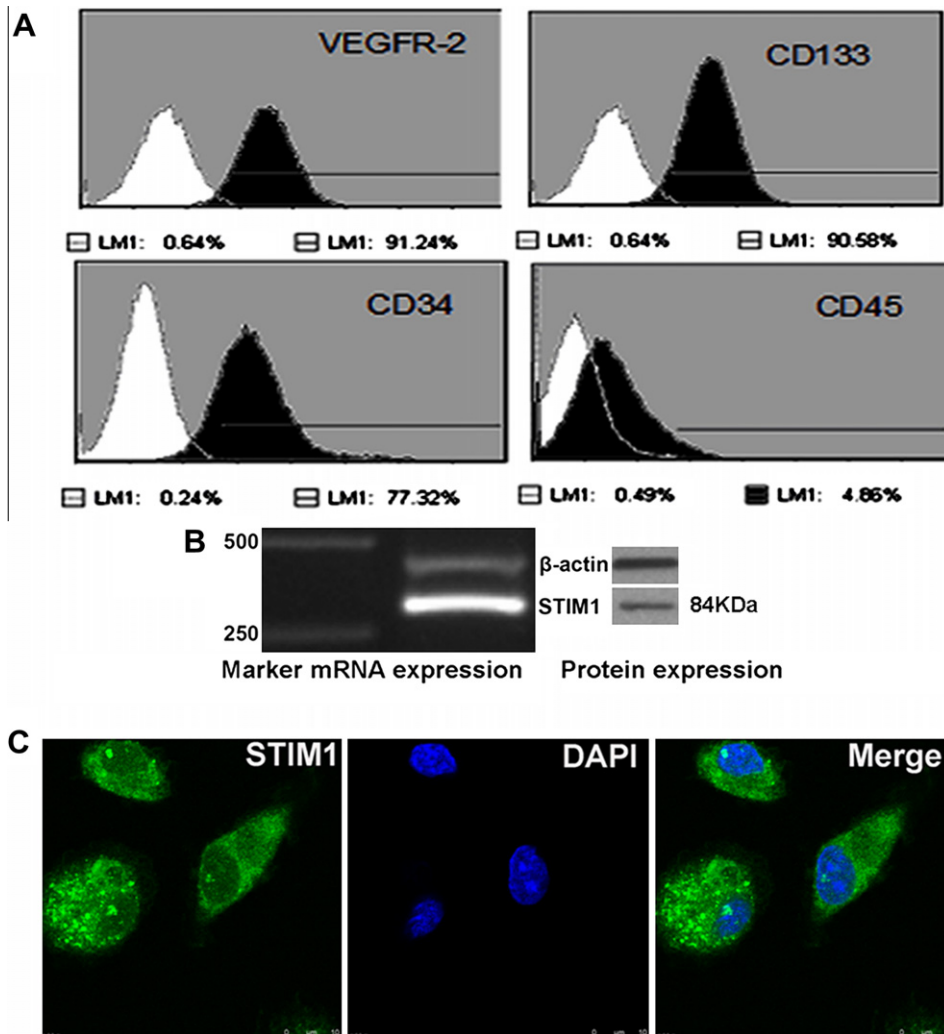 A
VEGFR-2
CD133
LM1: 0.64% LM1: 91.24%
LM1: 0.64% LM1: 90.58%
CD34
CD45
LM1: 0.24% LM1: 77.32%
LM1: 0.49% LM1: 4.86%
B
500
250
β-actin
STIM1 84KDa
Marker mRNA expression Protein expression
C
STIM1 DAPI Merge